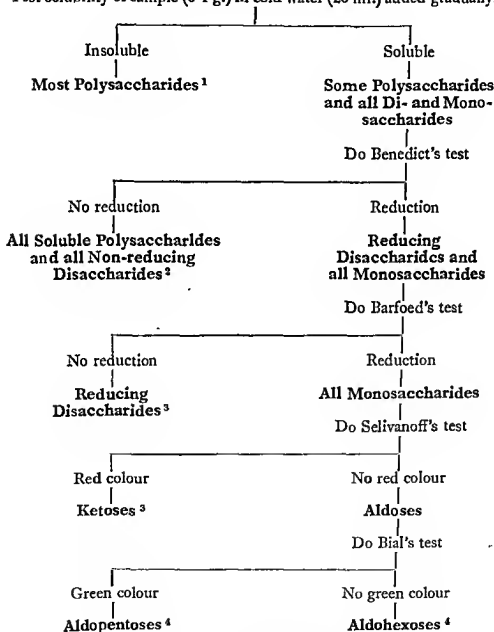 Insoluble Soluble
Most Polysaccharides ¹ Some Polysaccharides
and all Di- and Mono-
saccharides
Do Benedict's test
No reduction Reduction
All Soluble Polysaccharides Reducing
and all Non-reducing Disaccharides and
Disaccharides ² all Monosaccharides
Do Barfoed's test
No reduction Reduction
Reducing All Monosaccharides
Disaccharides ³
Do Selivanoff's test
Red colour No red colour
Ketoses ³ Aldoses
Do Bial's test
Green colour No green colour
Aldopentoses ⁴ Aldohexoses ⁴